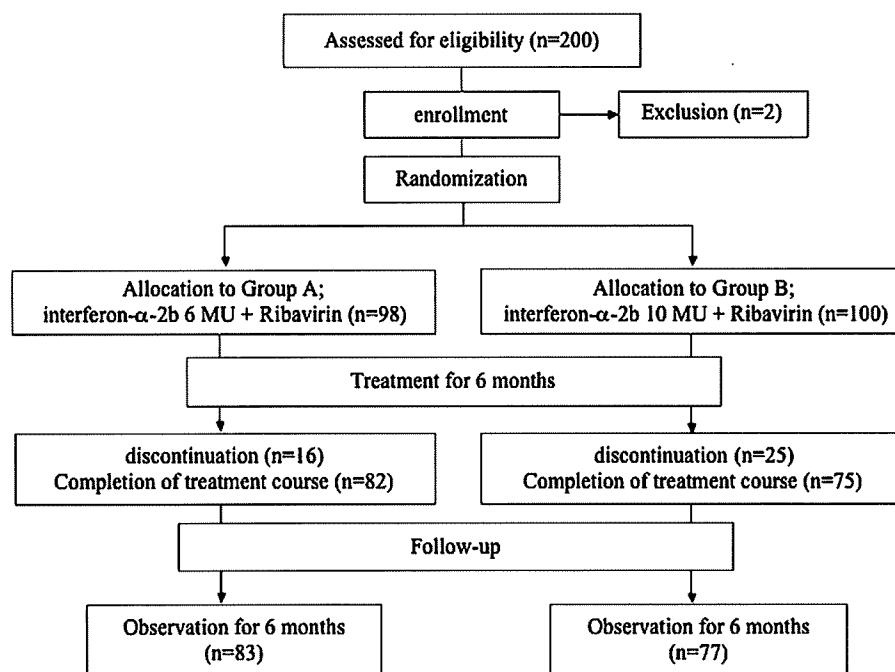 Assessed for eligibility (n=200)
enrollment
Exclusion (n=2)
Randomization
Allocation to Group A;
interferon-α-2b 6 MU + Ribavirin (n=98)
Allocation to Group B;
interferon-α-2b 10 MU + Ribavirin (n=100)
Treatment for 6 months
discontinuation (n=16)
Completion of treatment course (n=82)
discontinuation (n=25)
Completion of treatment course (n=75)
Follow-up
Observation for 6 months
(n=83)
Observation for 6 months
(n=77)